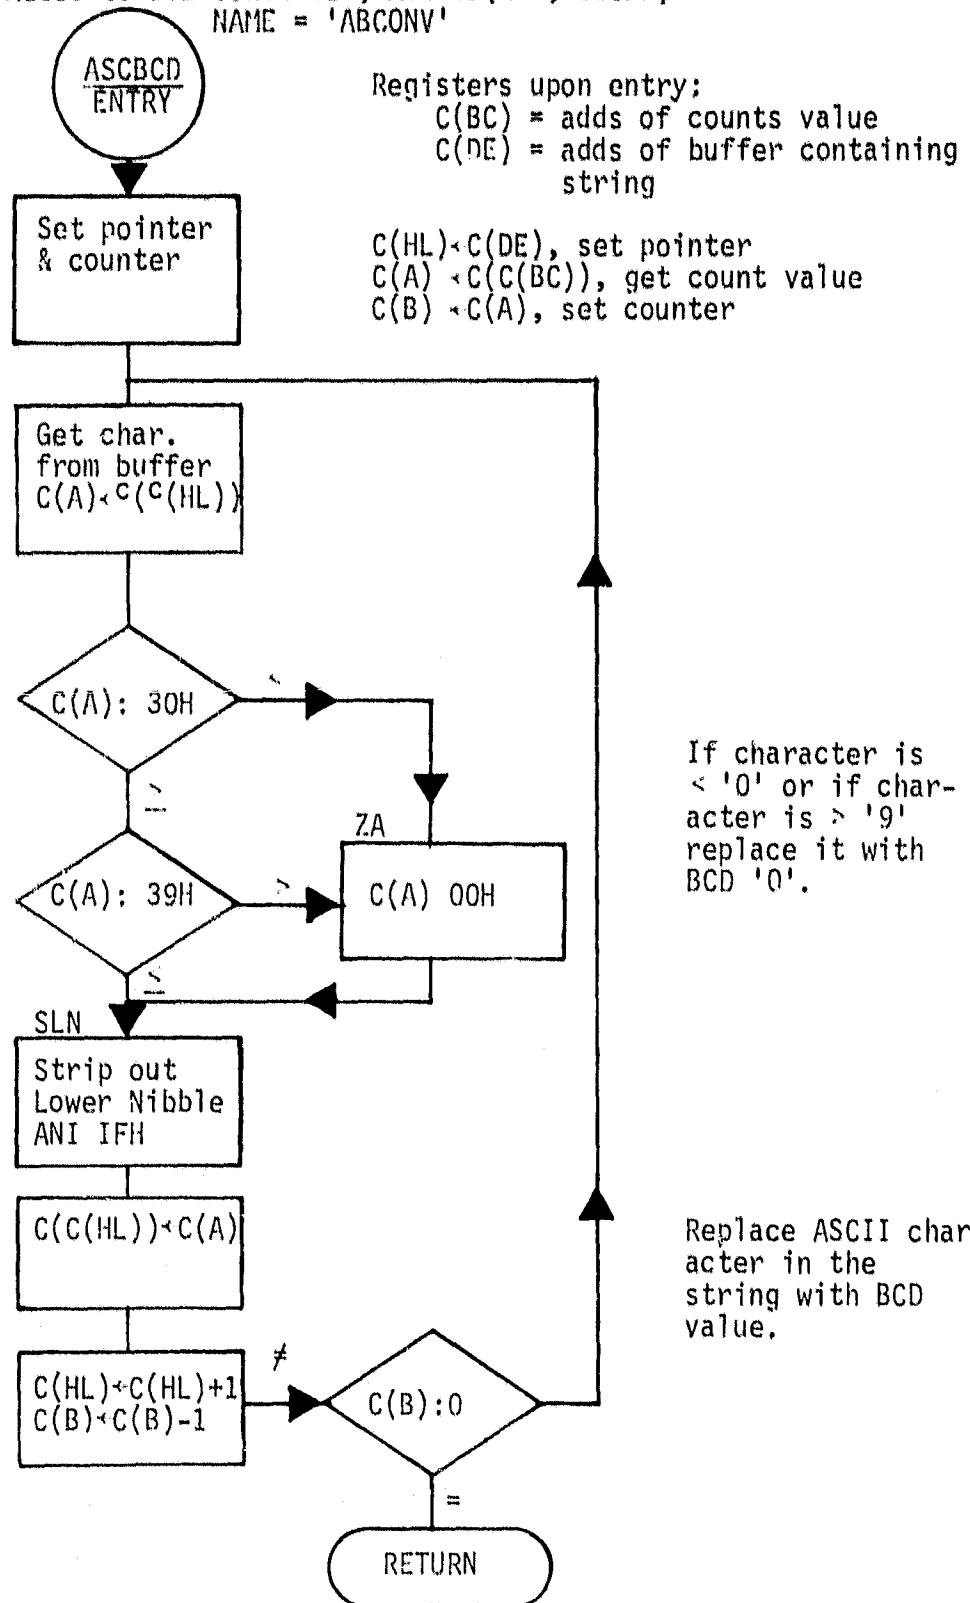 NAME = 'ABCONV'
ASCBCD
ENTRY
Registers upon entry:
C(BC) = adds of counts value
C(DE) = adds of buffer containing
string
Set pointer
& counter
C(HL)←C(DE), set pointer
C(A) ←C(C(BC)), get count value
C(B) ←C(A), set counter
Get char.
from buffer
C(A)←C(C(HL))
C(A): 30H
<
≥
If character is
< '0' or if char-
acter is > '9'
replace it with
BCD '0'.
ZA
C(A): 39H
>
C(A) 00H
≤
SLN
Strip out
Lower Nibble
ANI IFH
C(C(HL))←C(A)
Replace ASCII char
acter in the
string with BCD
value.
≠
C(HL)←C(HL)+1
C(B)←C(B)-1
C(B):0
=
RETURN